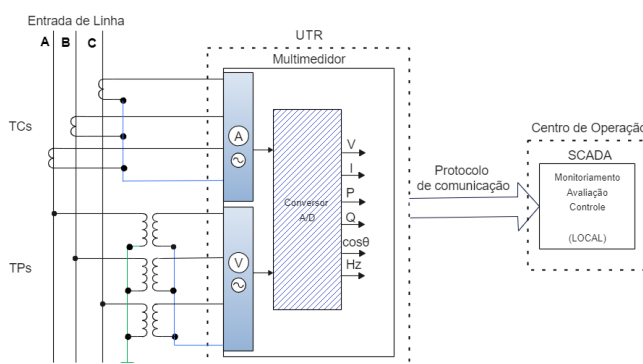 Entrada de Linha
A B C
UTR
Multimedidor
TCs
A
Centro de Operação
SCADA
Monitoriamento
Avaliação
Controle
(LOCAL)
Protocolo
de comunicação
V
I
P
Q
cosθ
Hz
Conversor
A/D
TPs
V